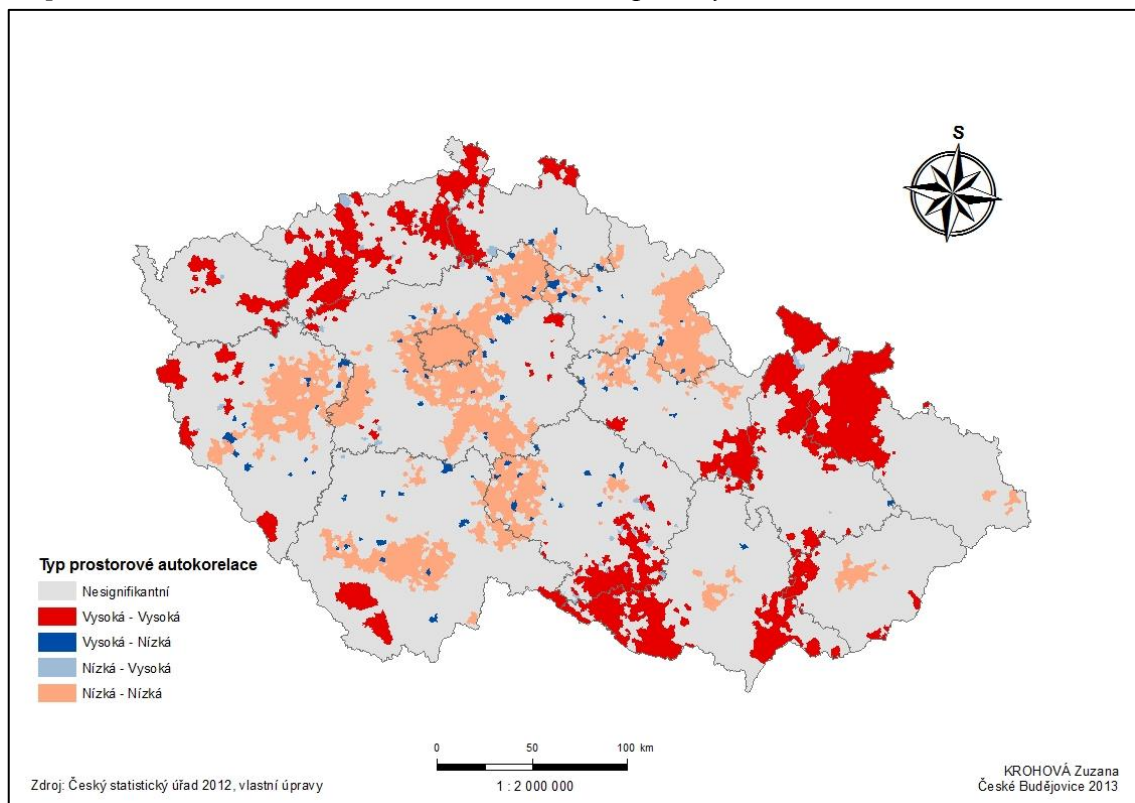 S
Typ prostorové autokorelace
Nesignifikantní
Vysoká - Vysoká
Vysoká - Nízká
Nízká - Vysoká
Nízká - Nízká
0 50 100 km
1 : 2 000 000
Zdroj: Český statistický úřad 2012, vlastní úpravy
KROHOVÁ Zuzana
České Budějovice 2013